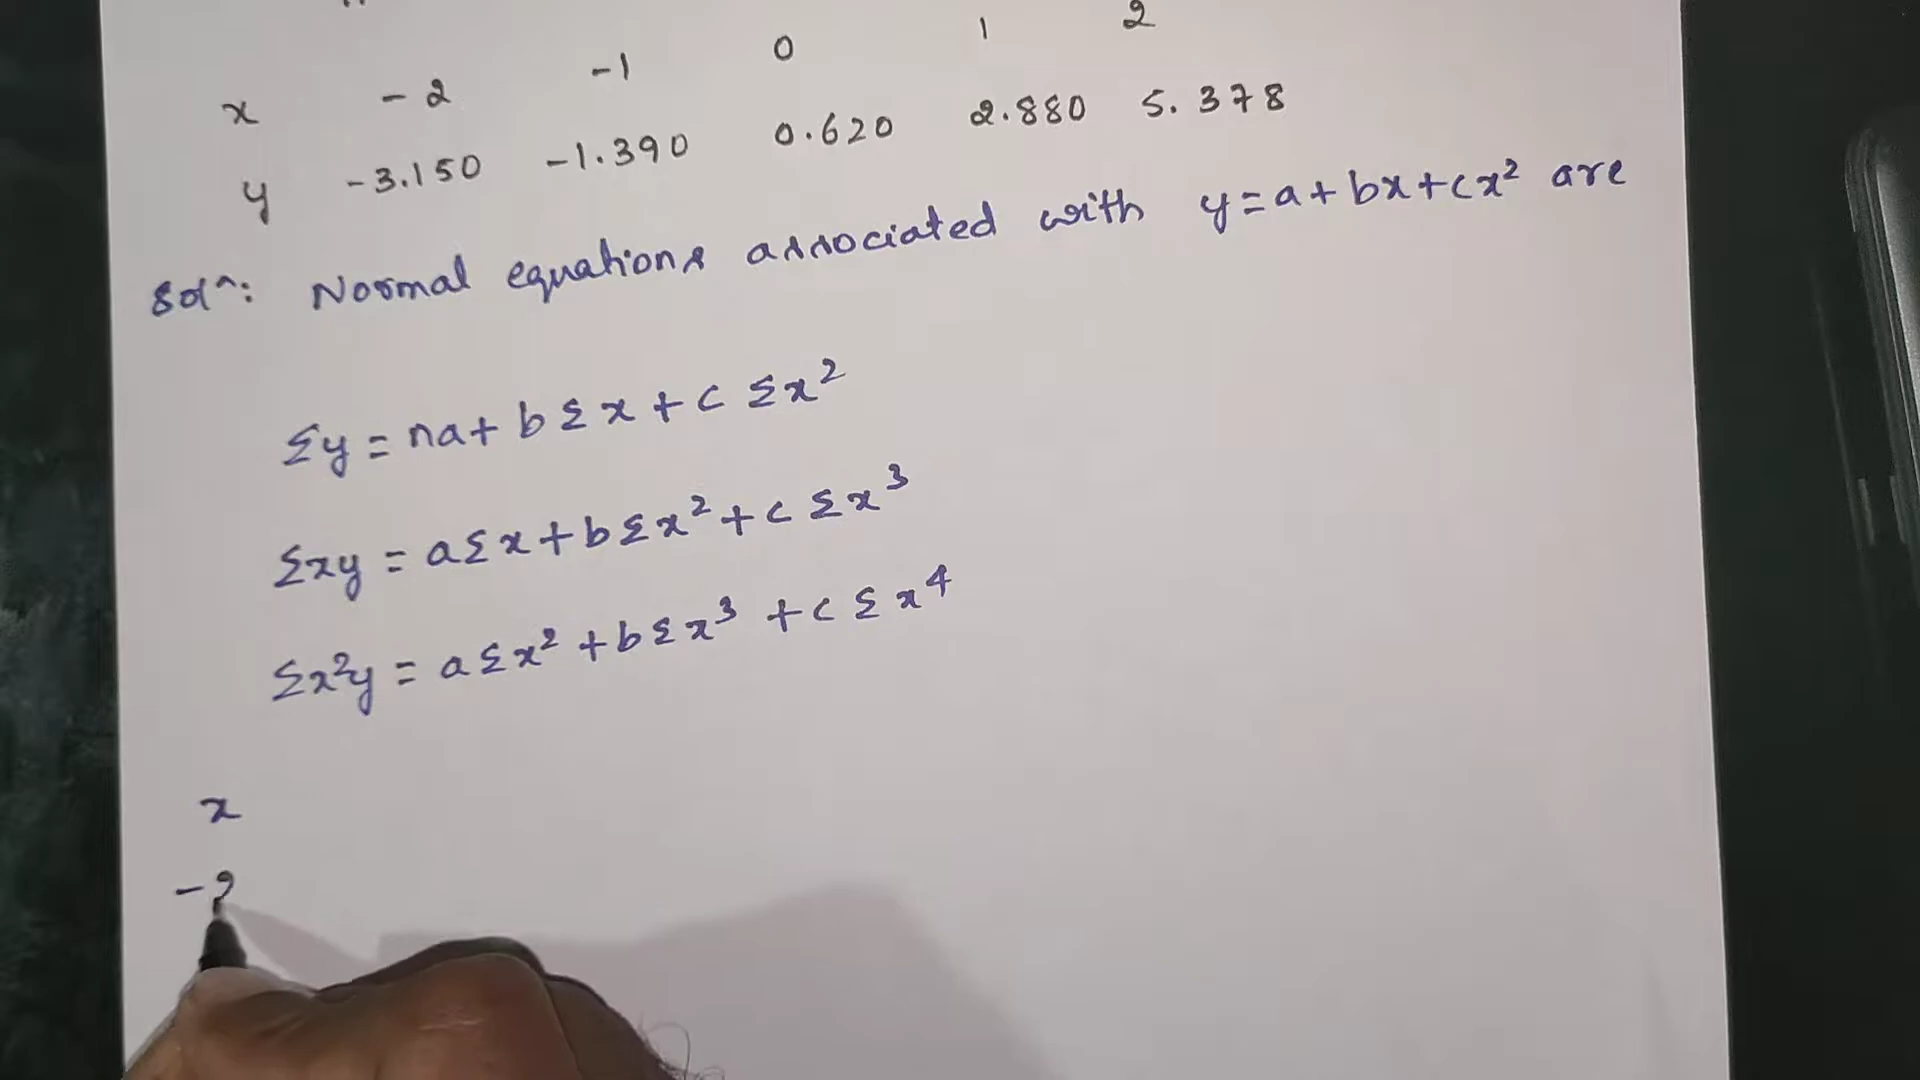 x -2 -1 0 1 2
y -3.150 -1.390 0.620 2.880 5.378
Solⁿ: Normal equations associated with y=a+bx+cx² are
Σy = na+ bΣx + cΣx²
Σxy = aΣx+bΣx²+cΣx³
Σx²y = aΣx² +bΣx³ +cΣx⁴
x
-2